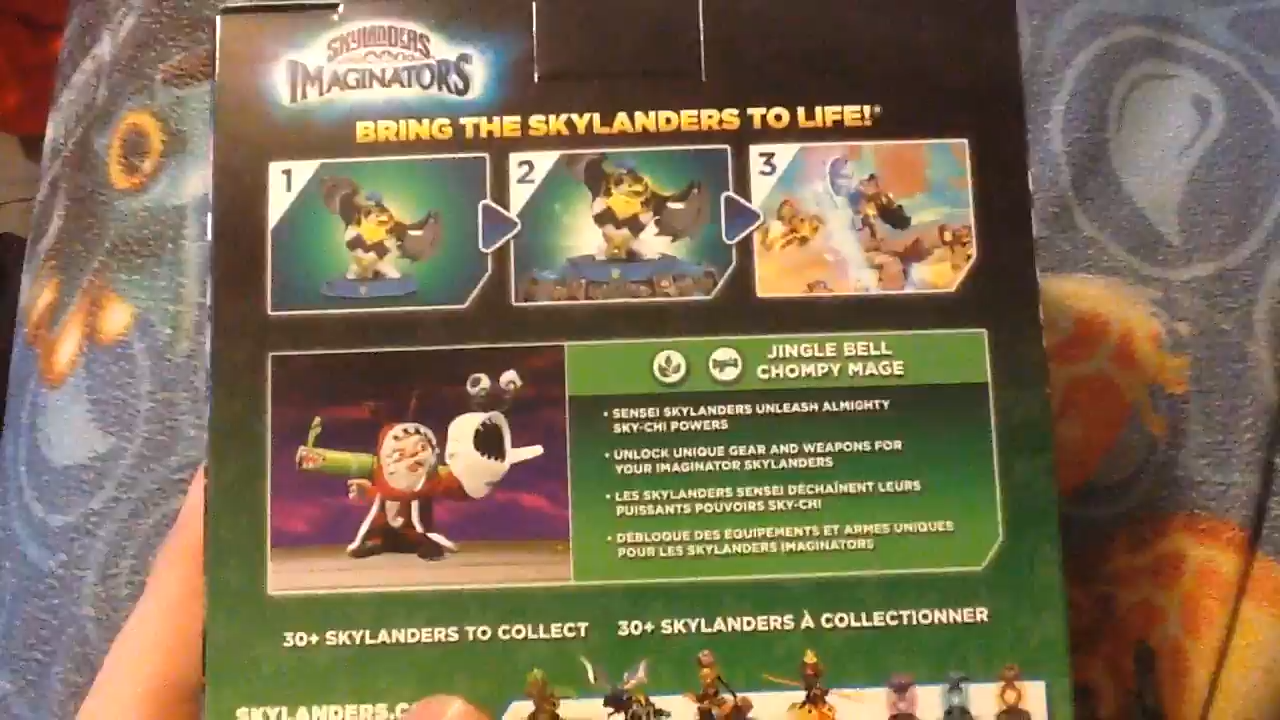 SKYLANDERS
IMAGINATORS
BRING THE SKYLANDERS TO LIFE!®
1
2
3
JINGLE BELL
CHOMPY MAGE
• SENSEI SKYLANDERS UNLEASH ALMIGHTY
SKY-CHI POWERS
• UNLOCK UNIQUE GEAR AND WEAPONS FOR
YOUR IMAGINATOR SKYLANDERS
• LES SKYLANDERS SENSEI DÉCHAÎNENT LEURS
PUISSANTS POUVOIRS SKY-CHI
• DÉBLOQUE DES ÉQUIPEMENTS ET ARMES UNIQUES
POUR LES SKYLANDERS IMAGINATORS
30+ SKYLANDERS TO COLLECT
30+ SKYLANDERS À COLLECTIONNER
SKYLANDERS.C